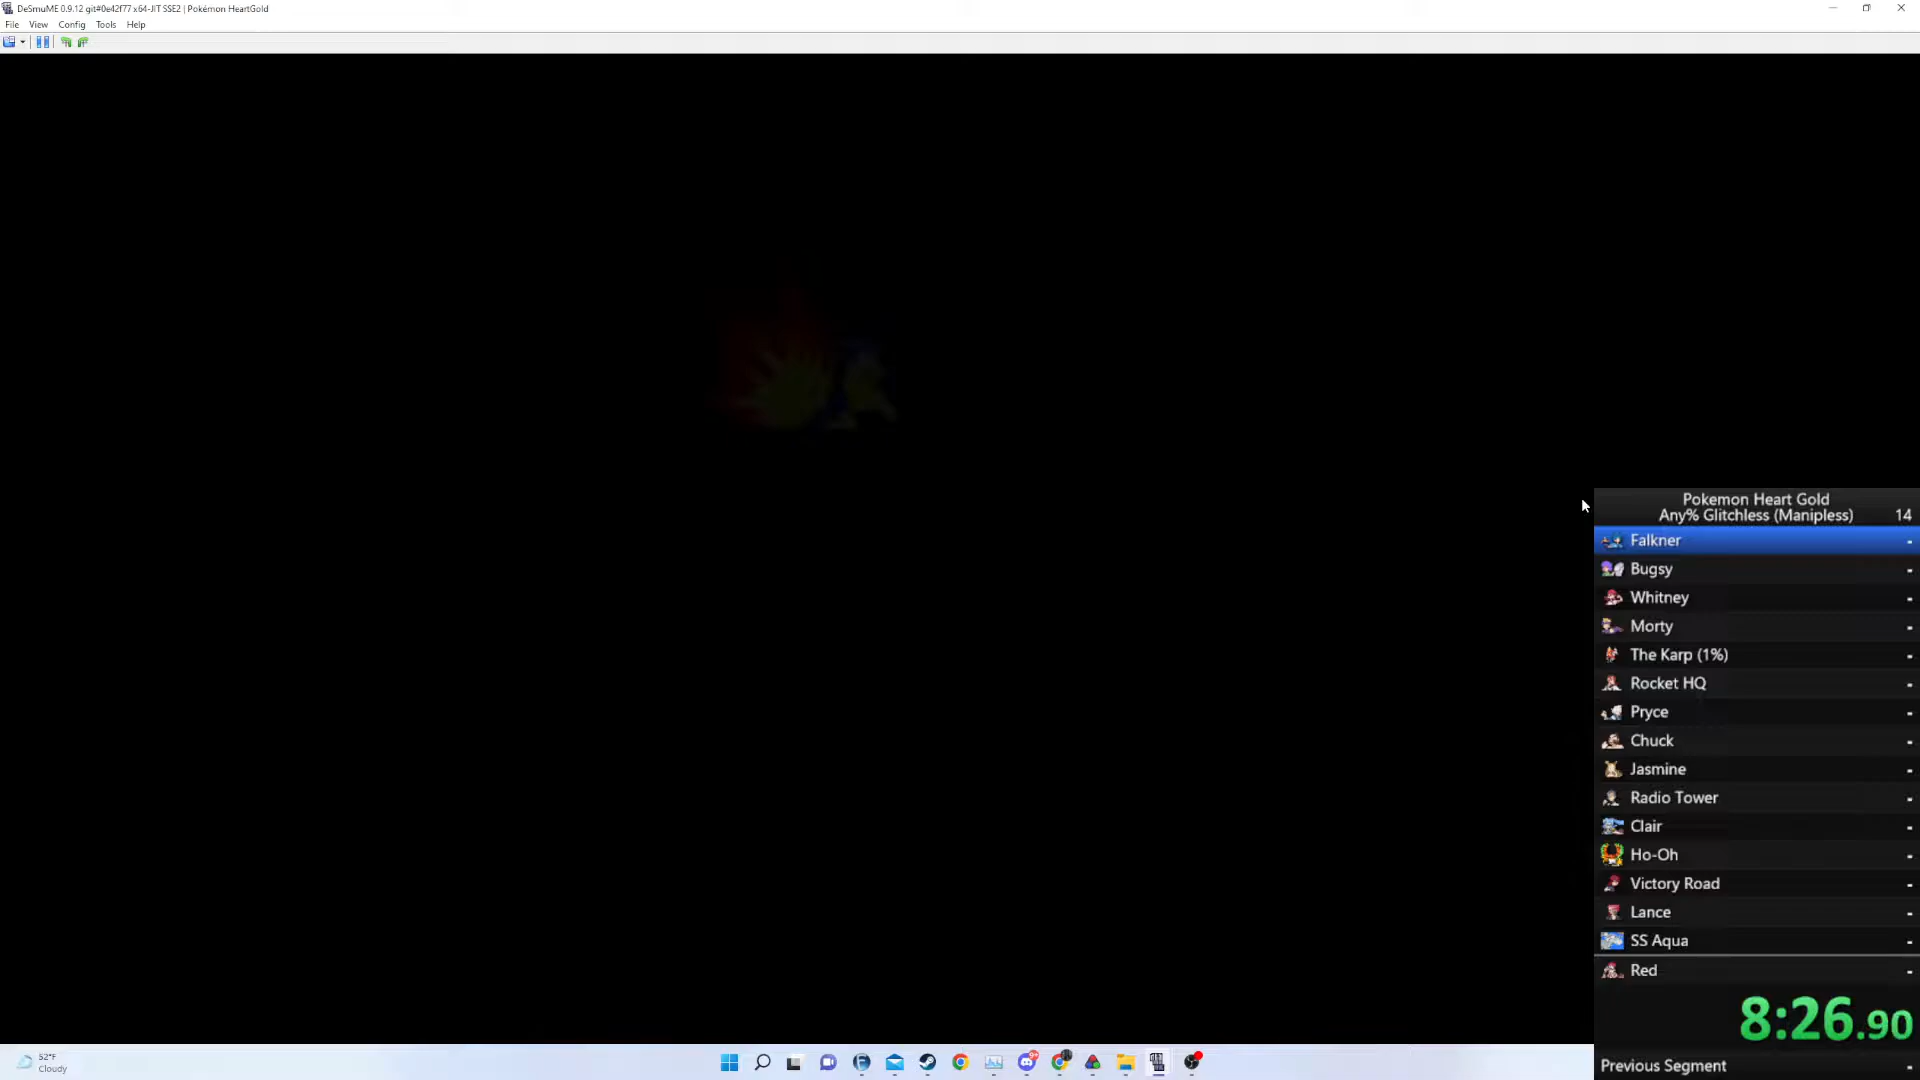 DeSmuME 0.9.12 git#0e42f77 x64-JIT SSE2 | Pokémon HeartGold
File View Config Tools Help
Pokemon Heart Gold
Any% Glitchless (Manipless) 14
Falkner -
Bugsy -
Whitney -
Morty -
The Karp (1%) -
Rocket HQ -
Pryce -
Chuck -
Jasmine -
Radio Tower -
Clair -
Ho-Oh -
Victory Road -
Lance -
SS Aqua -
Red -
8:26.90
Previous Segment -
52°F
Cloudy